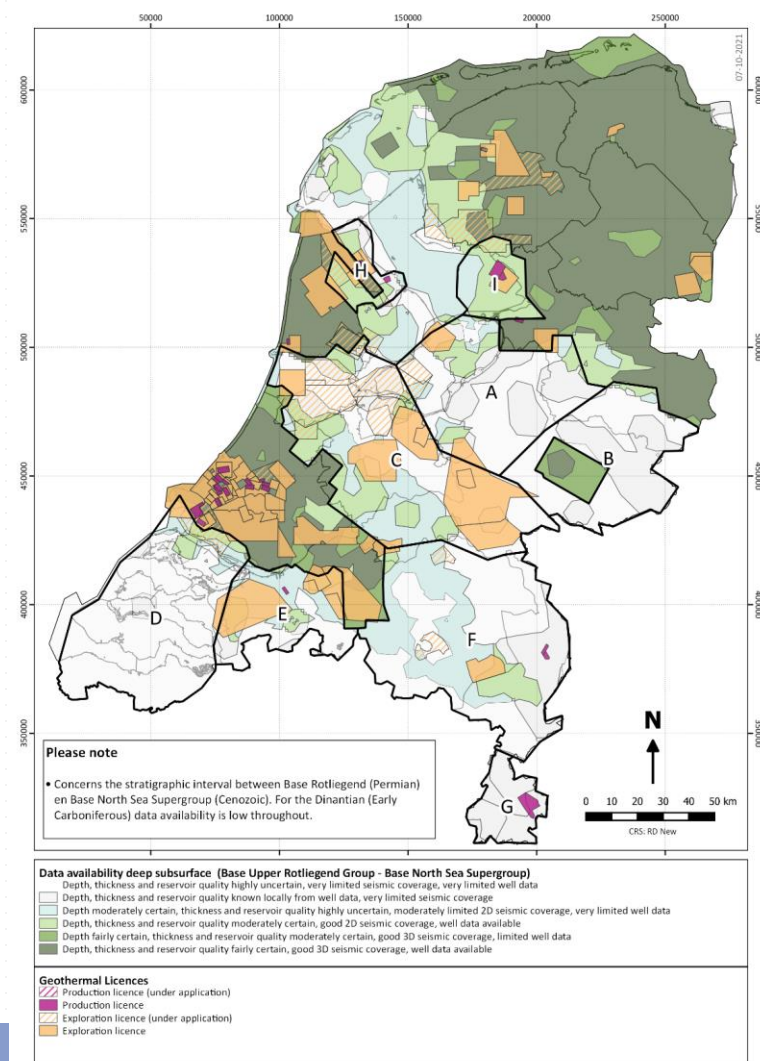 50000 100000 150000 200000 250000
07-10-2021
600000 600000
550000 550000
H
I
500000 500000
A
B
C
450000 450000
D
E
F
400000 400000
350000 350000
N
G
0 10 20 30 40 50 km
CRS: RD New
Please note
• Concerns the stratigraphic interval between Base Rotliegend (Permian)
en Base North Sea Supergroup (Cenozoic). For the Dinantian (Early
Carboniferous) data availability is low throughout.
Data availability deep subsurface (Base Upper Rotliegend Group - Base North Sea Supergroup)
Depth, thickness and reservoir quality highly uncertain, very limited seismic coverage, very limited well data
Depth, thickness and reservoir quality known locally from well data, very limited seismic coverage
Depth moderately certain, thickness and reservoir quality highly uncertain, moderately limited 2D seismic coverage, very limited well data
Depth, thickness and reservoir quality moderately certain, good 2D seismic coverage, well data available
Depth fairly certain, thickness and reservoir quality moderately certain, good 3D seismic coverage, limited well data
Depth, thickness and reservoir quality fairly certain, good 3D seismic coverage, well data available
Geothermal Licences
Production licence (under application)
Production licence
Exploration licence (under application)
Exploration licence